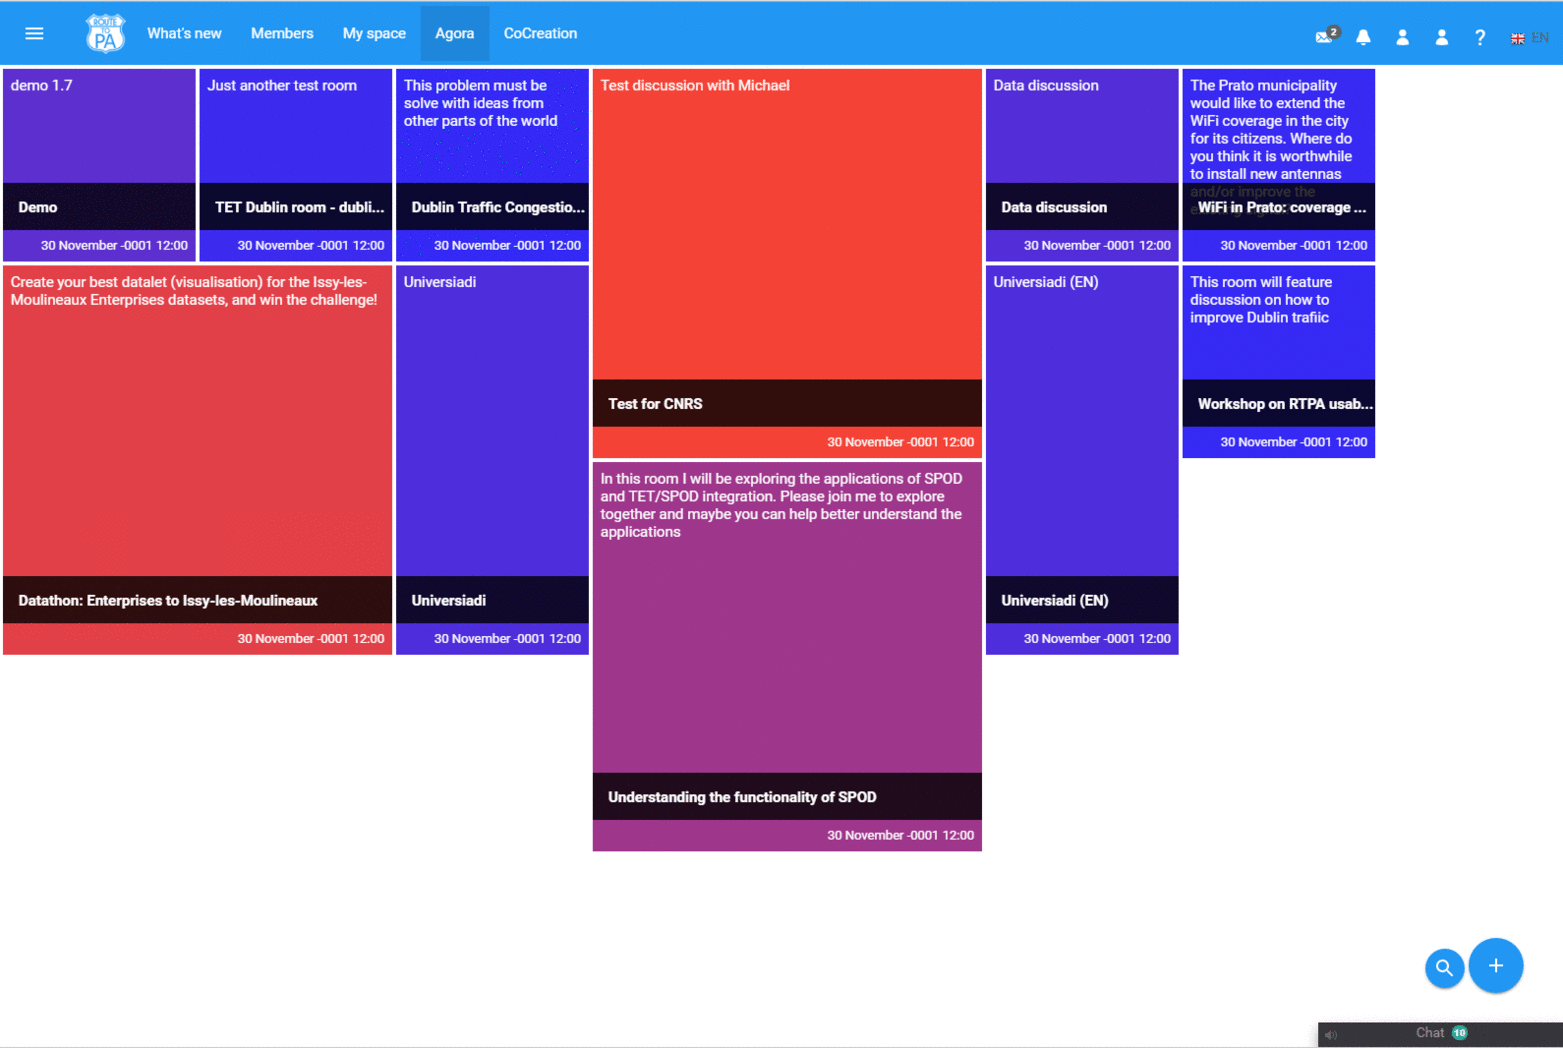 ROUTE
TO
PA
What's new
Members
My space
Agora
CoCreation
2
?
EN
demo 1.7
Demo
30 November -0001 12:00
Just another test room
TET Dublin room - dubli...
30 November -0001 12:00
This problem must be
solve with ideas from
other parts of the world
Dublin Traffic Congestio...
30 November -0001 12:00
Test discussion with Michael
Test for CNRS
30 November -0001 12:00
Data discussion
Data discussion
30 November -0001 12:00
The Prato municipality
would like to extend the
WiFi coverage in the city
for its citizens. Where do
you think it is worthwhile
to install new antennas
and/or improve the
WiFi in Prato: coverage ...
30 November -0001 12:00
Create your best datalet (visualisation) for the Issy-les-
Moulineaux Enterprises datasets, and win the challenge!
Datathon: Enterprises to Issy-les-Moulineaux
30 November -0001 12:00
Universiadi
Universiadi
30 November -0001 12:00
In this room I will be exploring the applications of SPOD
and TET/SPOD integration. Please join me to explore
together and maybe you can help better understand the
applications
Understanding the functionality of SPOD
30 November -0001 12:00
Universiadi (EN)
Universiadi (EN)
30 November -0001 12:00
This room will feature
discussion on how to
improve Dublin trafiic
Workshop on RTPA usab...
30 November -0001 12:00
Chat 10